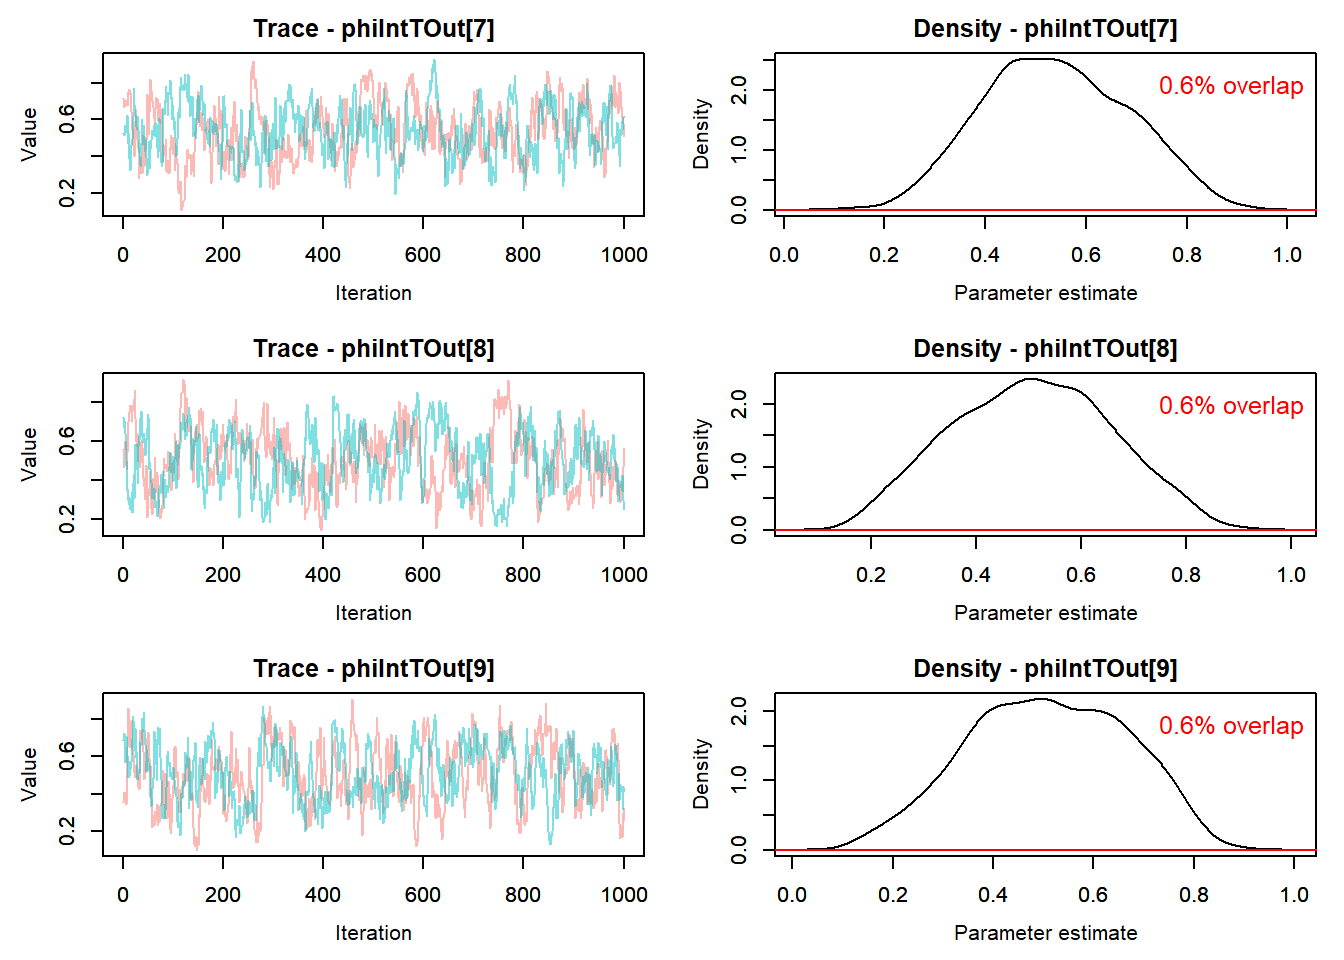 Trace - phiIntTOut[7]
Value
0.2 0.6
0 200 400 600 800 1000
Iteration
Density - phiIntTOut[7]
0.6% overlap
Density
0.0 1.0 2.0
0.0 0.2 0.4 0.6 0.8 1.0
Parameter estimate
Trace - phiIntTOut[8]
Value
0.2 0.6
0 200 400 600 800 1000
Iteration
Density - phiIntTOut[8]
0.6% overlap
Density
0.0 1.0 2.0
0.2 0.4 0.6 0.8 1.0
Parameter estimate
Trace - phiIntTOut[9]
Value
0.2 0.6
0 200 400 600 800 1000
Iteration
Density - phiIntTOut[9]
0.6% overlap
Density
0.0 1.0 2.0
0.0 0.2 0.4 0.6 0.8 1.0
Parameter estimate